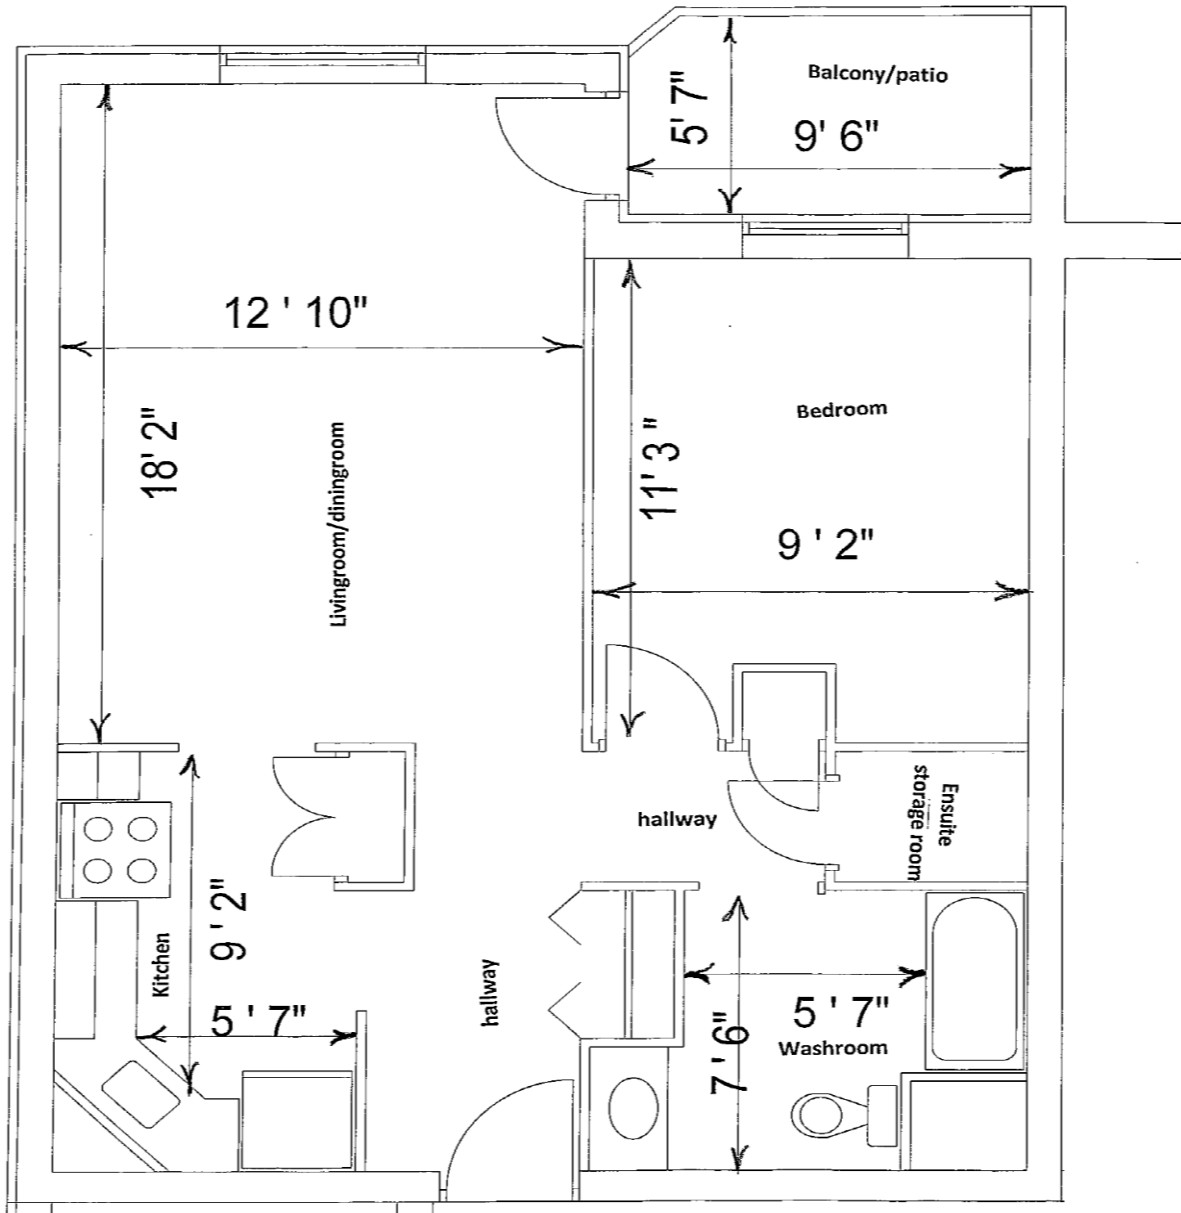 Balcony/patio
5' 7"
9' 6"
12 ' 10"
18' 2"
Livingroom/diningroom
Bedroom
11' 3 "
9 ' 2"
hallway
Ensuite
storage room
9' 2"
Kitchen
5 ' 7"
hallway
5 ' 7"
7 ' 6"
Washroom